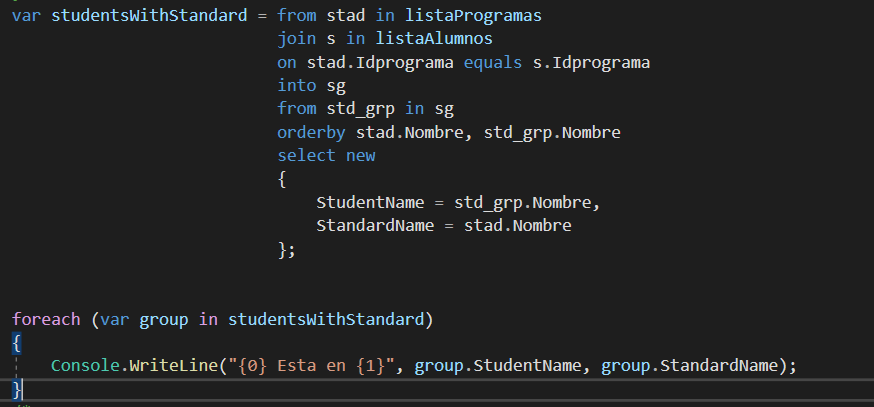 var studentsWithStandard = from stad in listaProgramas
join s in listaAlumnos
on stad.Idprograma equals s.Idprograma
into sg
from std_grp in sg
orderby stad.Nombre, std_grp.Nombre
select new
{
StudentName = std_grp.Nombre,
StandardName = stad.Nombre
};
foreach (var group in studentsWithStandard)
{
Console.WriteLine("{0} Esta en {1}", group.StudentName, group.StandardName);
}